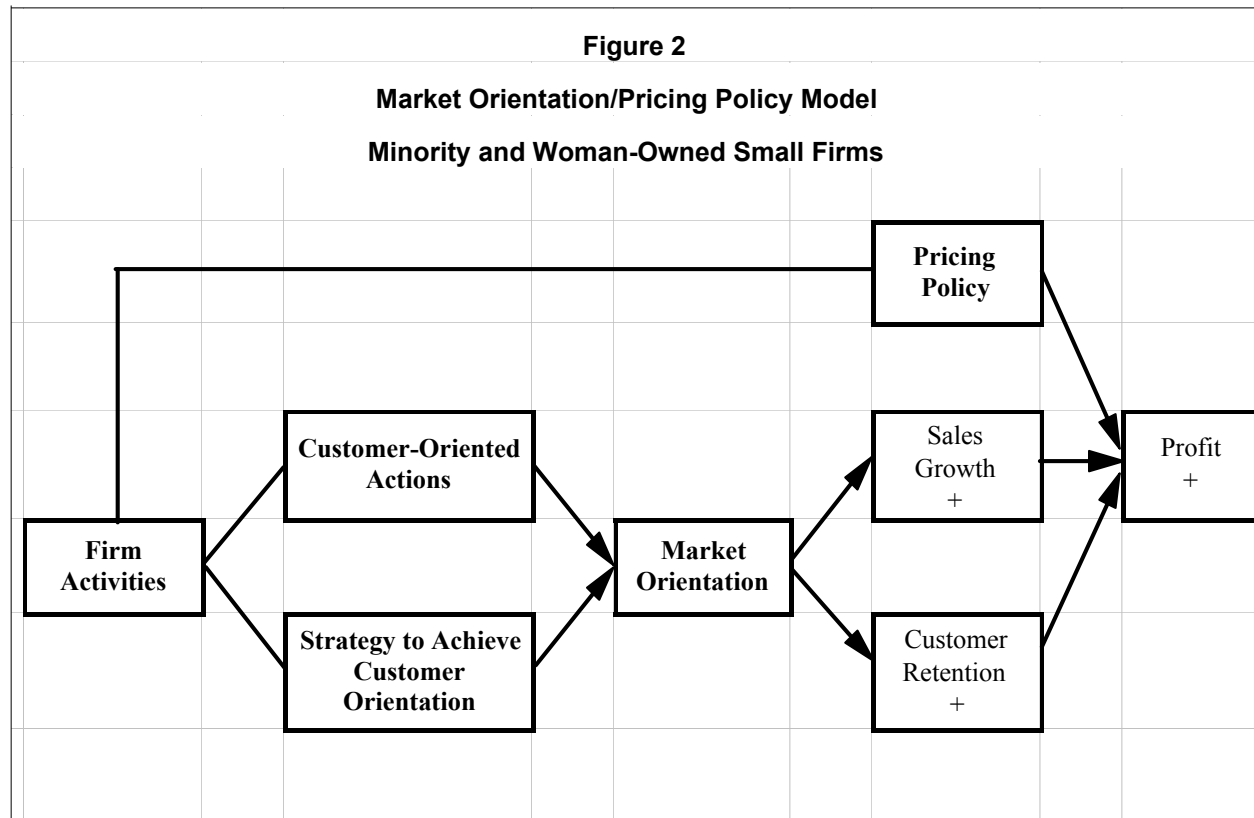 Figure 2
Market Orientation/Pricing Policy Model
Minority and Woman-Owned Small Firms
Pricing
Policy
Customer-Oriented
Actions
Sales
Growth
+
Profit
+
Firm
Activities
Market
Orientation
Strategy to Achieve
Customer
Orientation
Customer
Retention
+